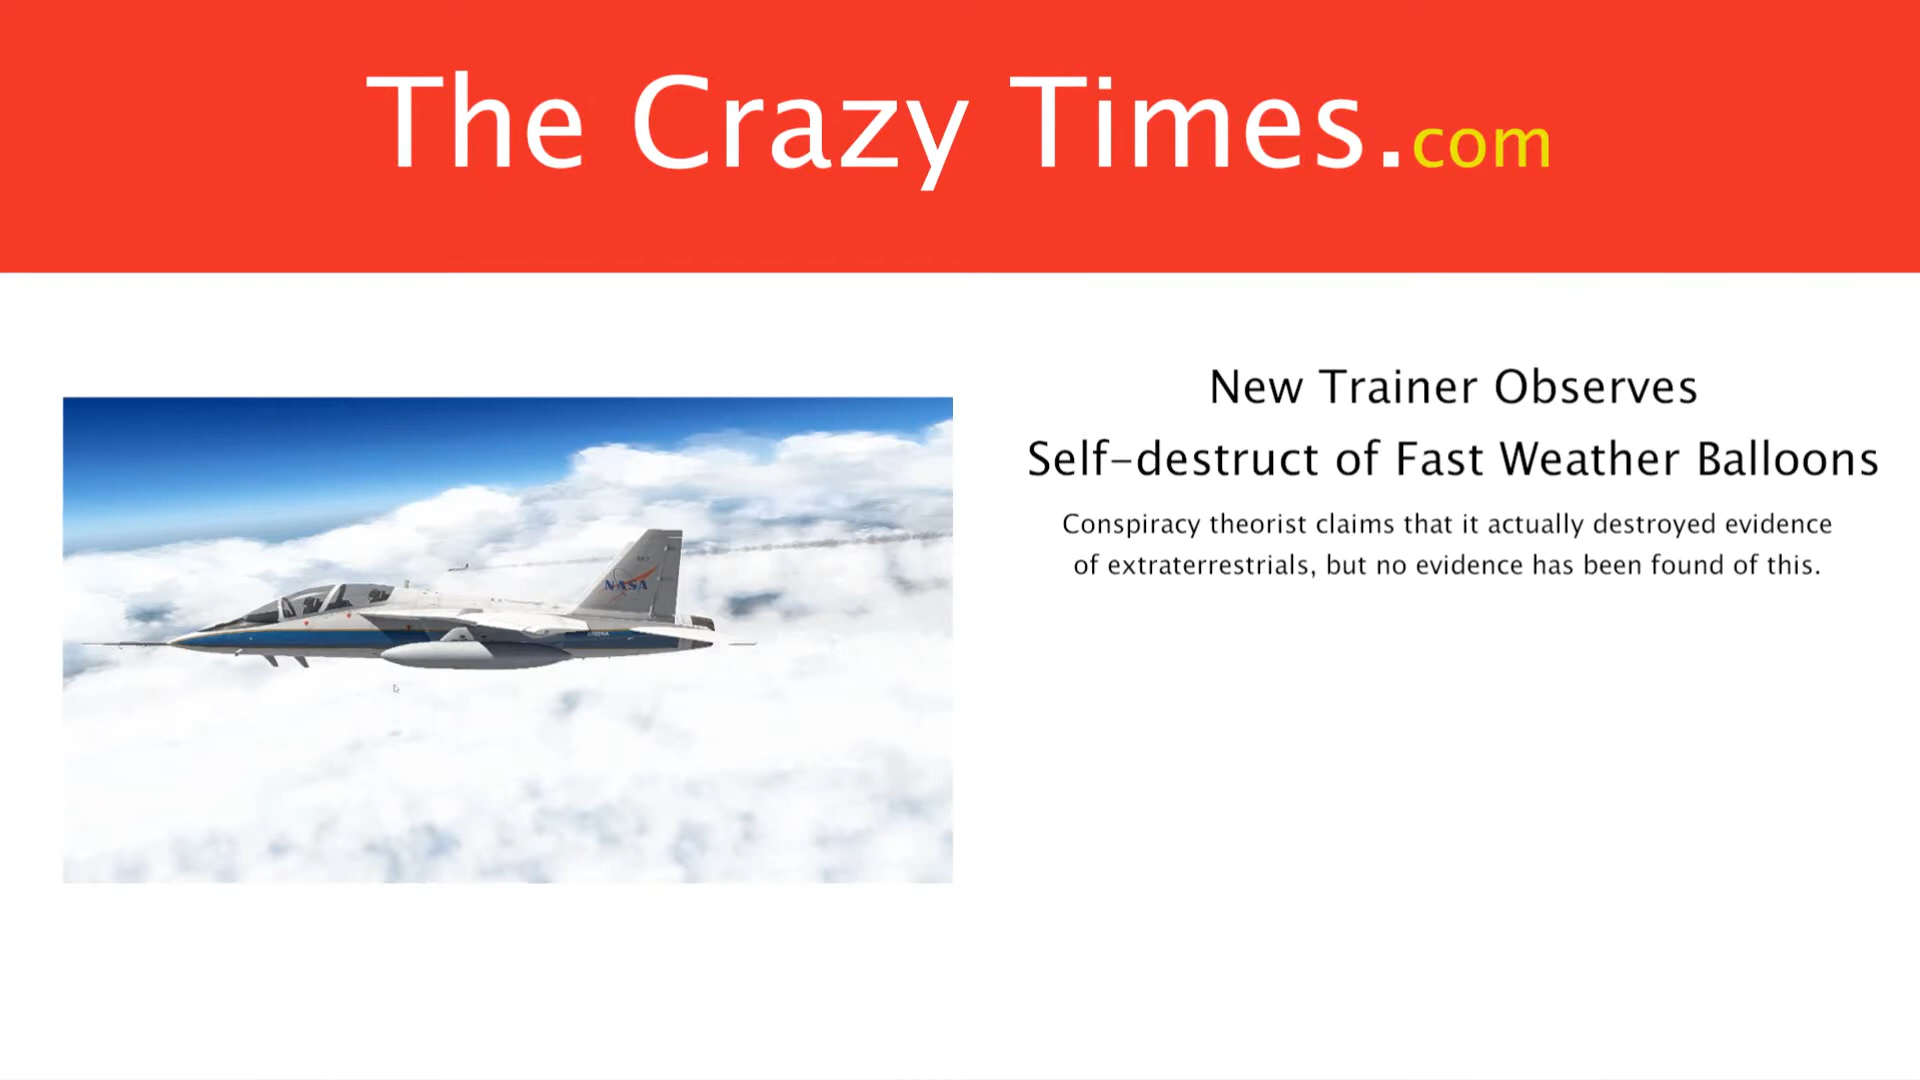 The Crazy Times.com
New Trainer Observes
Self-destruct of Fast Weather Balloons
Conspiracy theorist claims that it actually destroyed evidence
of extraterrestrials, but no evidence has been found of this.
NASA